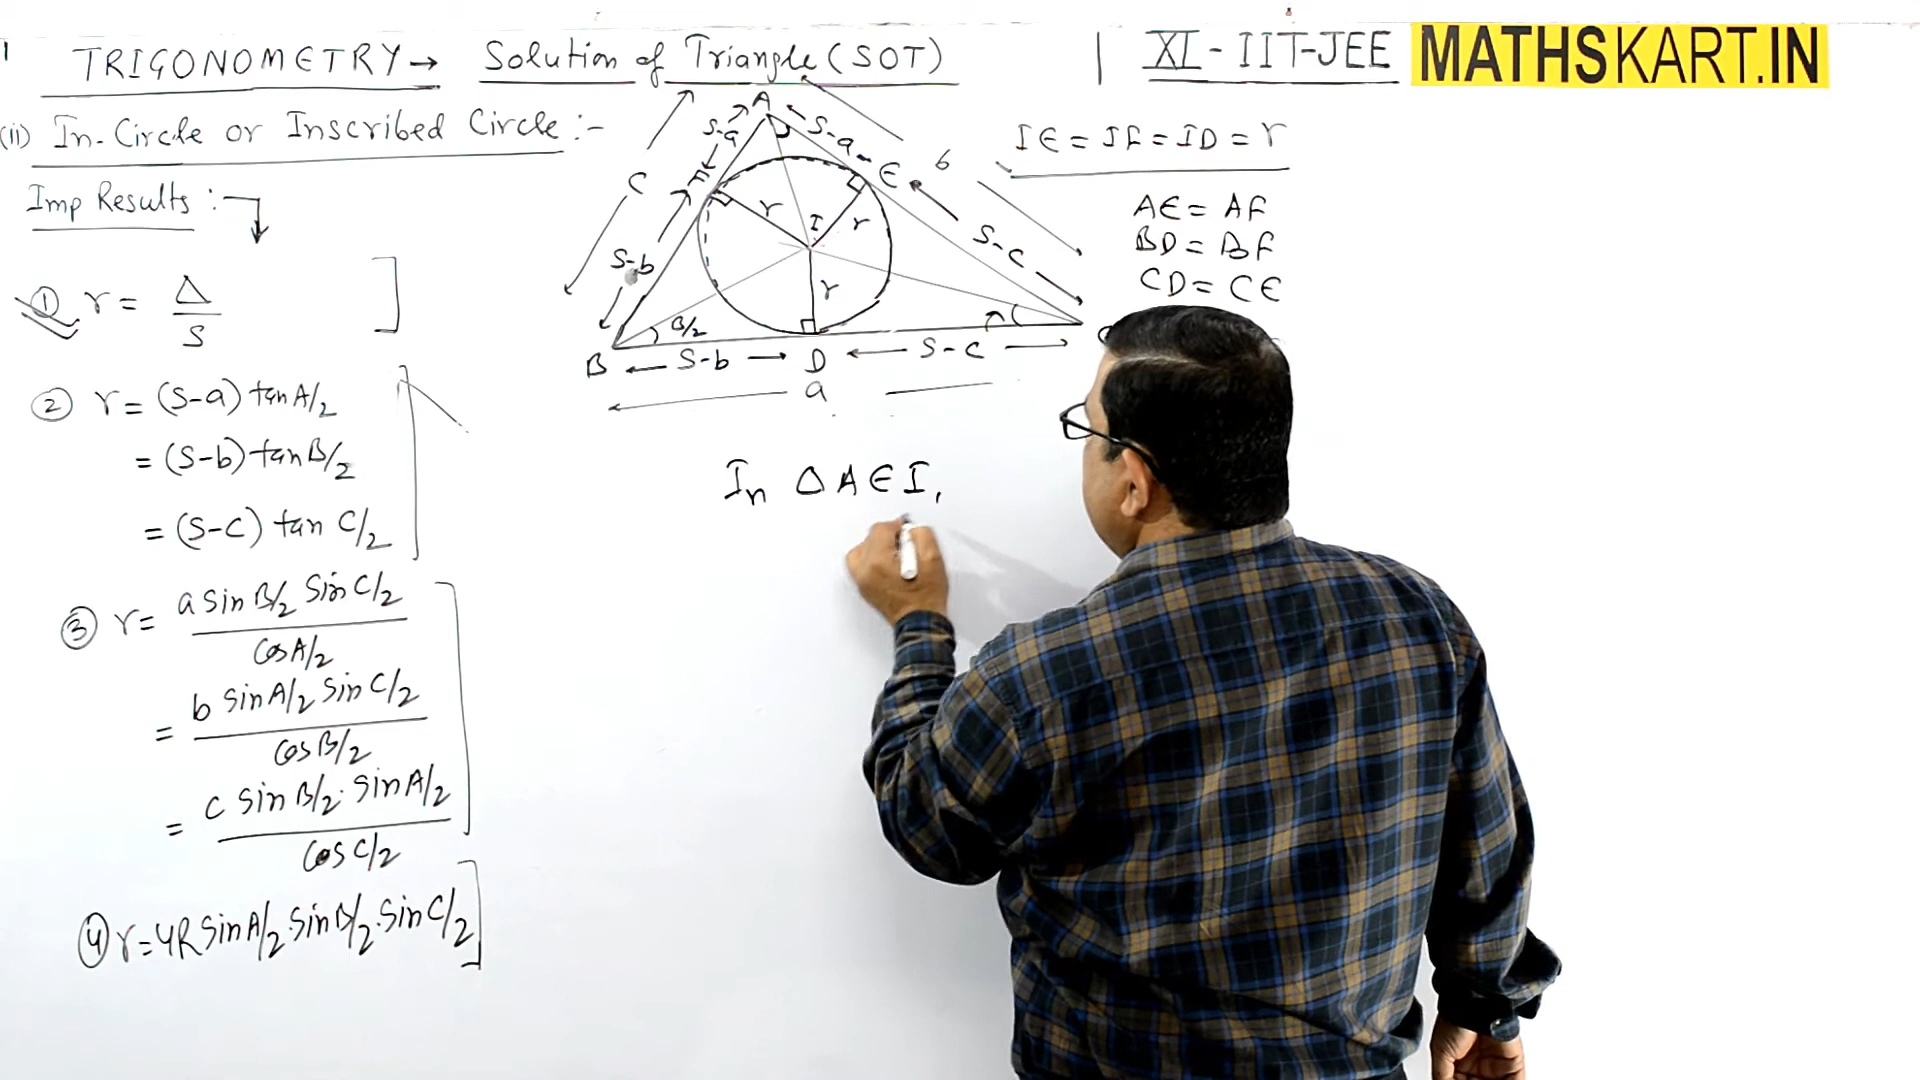 TRIGONOMETRY → Solution of Triangle (SOT)
XI - IIT-JEE
MATHSKART.IN
(ii) In-Circle or Inscribed Circle :-
Imp Results :-
① r = Δ/s
② r = (s-a) tan A/2
= (s-b) tan B/2
= (s-c) tan C/2
③ r = a sin B/2 sin C/2 / cos A/2
= b sin A/2 sin C/2 / cos B/2
= c sin B/2 · sin A/2 / cos C/2
④ r = 4R sin A/2 · sin B/2 · sin C/2
A
s-a
s-a
F
E
b
c
r
I
r
s-b
s-c
r
B/2
B
s-b
D
s-c
a
IE = IF = ID = r
AE = AF
BD = BF
CD = CE
In Δ AEI,